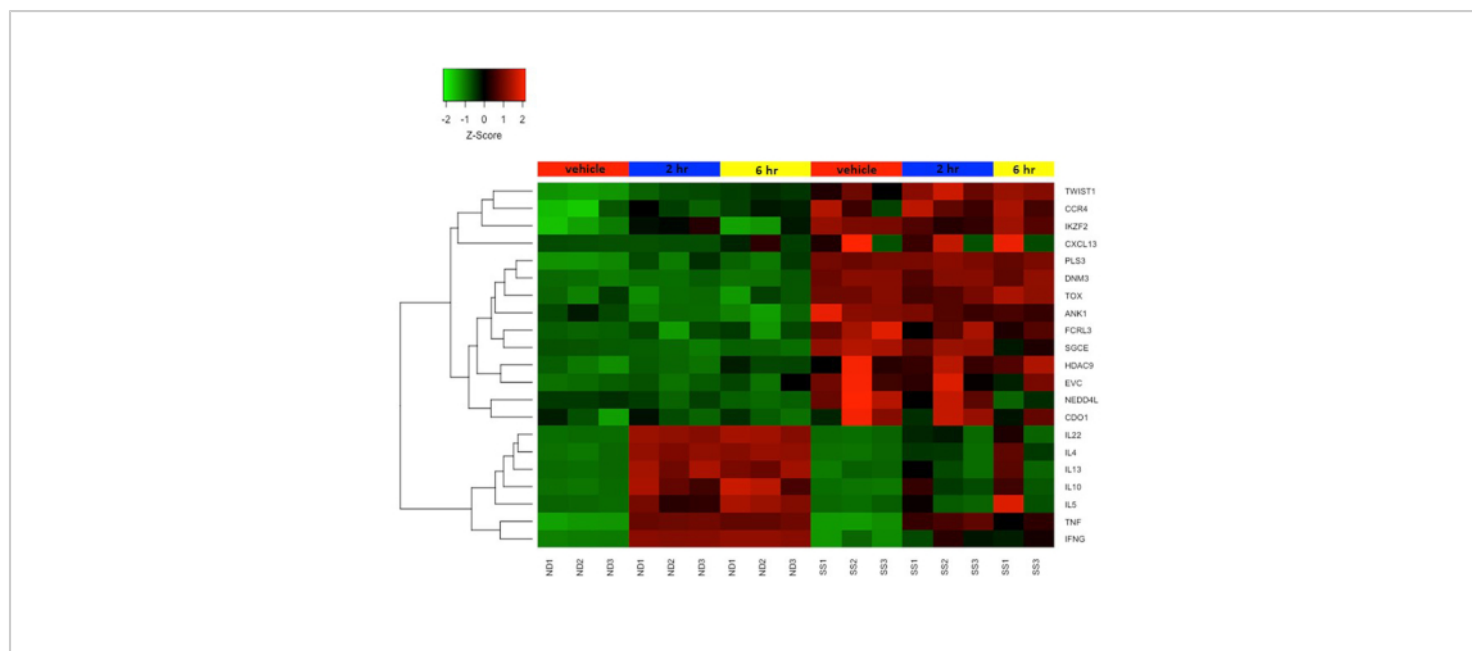 -2 -1 0 1 2
Z-Score
vehicle 2 hr 6 hr vehicle 2 hr 6 hr
TWIST1
CCR4
IKZF2
CXCL13
PLS3
DNM3
TOX
ANK1
FCRL3
SGCE
HDAC9
EVC
NEDD4L
CDO1
IL22
IL4
IL13
IL10
IL5
TNF
IFNG
ND1 ND2 ND3 ND1 ND2 ND3 ND1 ND2 ND3 SS1 SS2 SS3 SS1 SS2 SS3 SS1 SS3